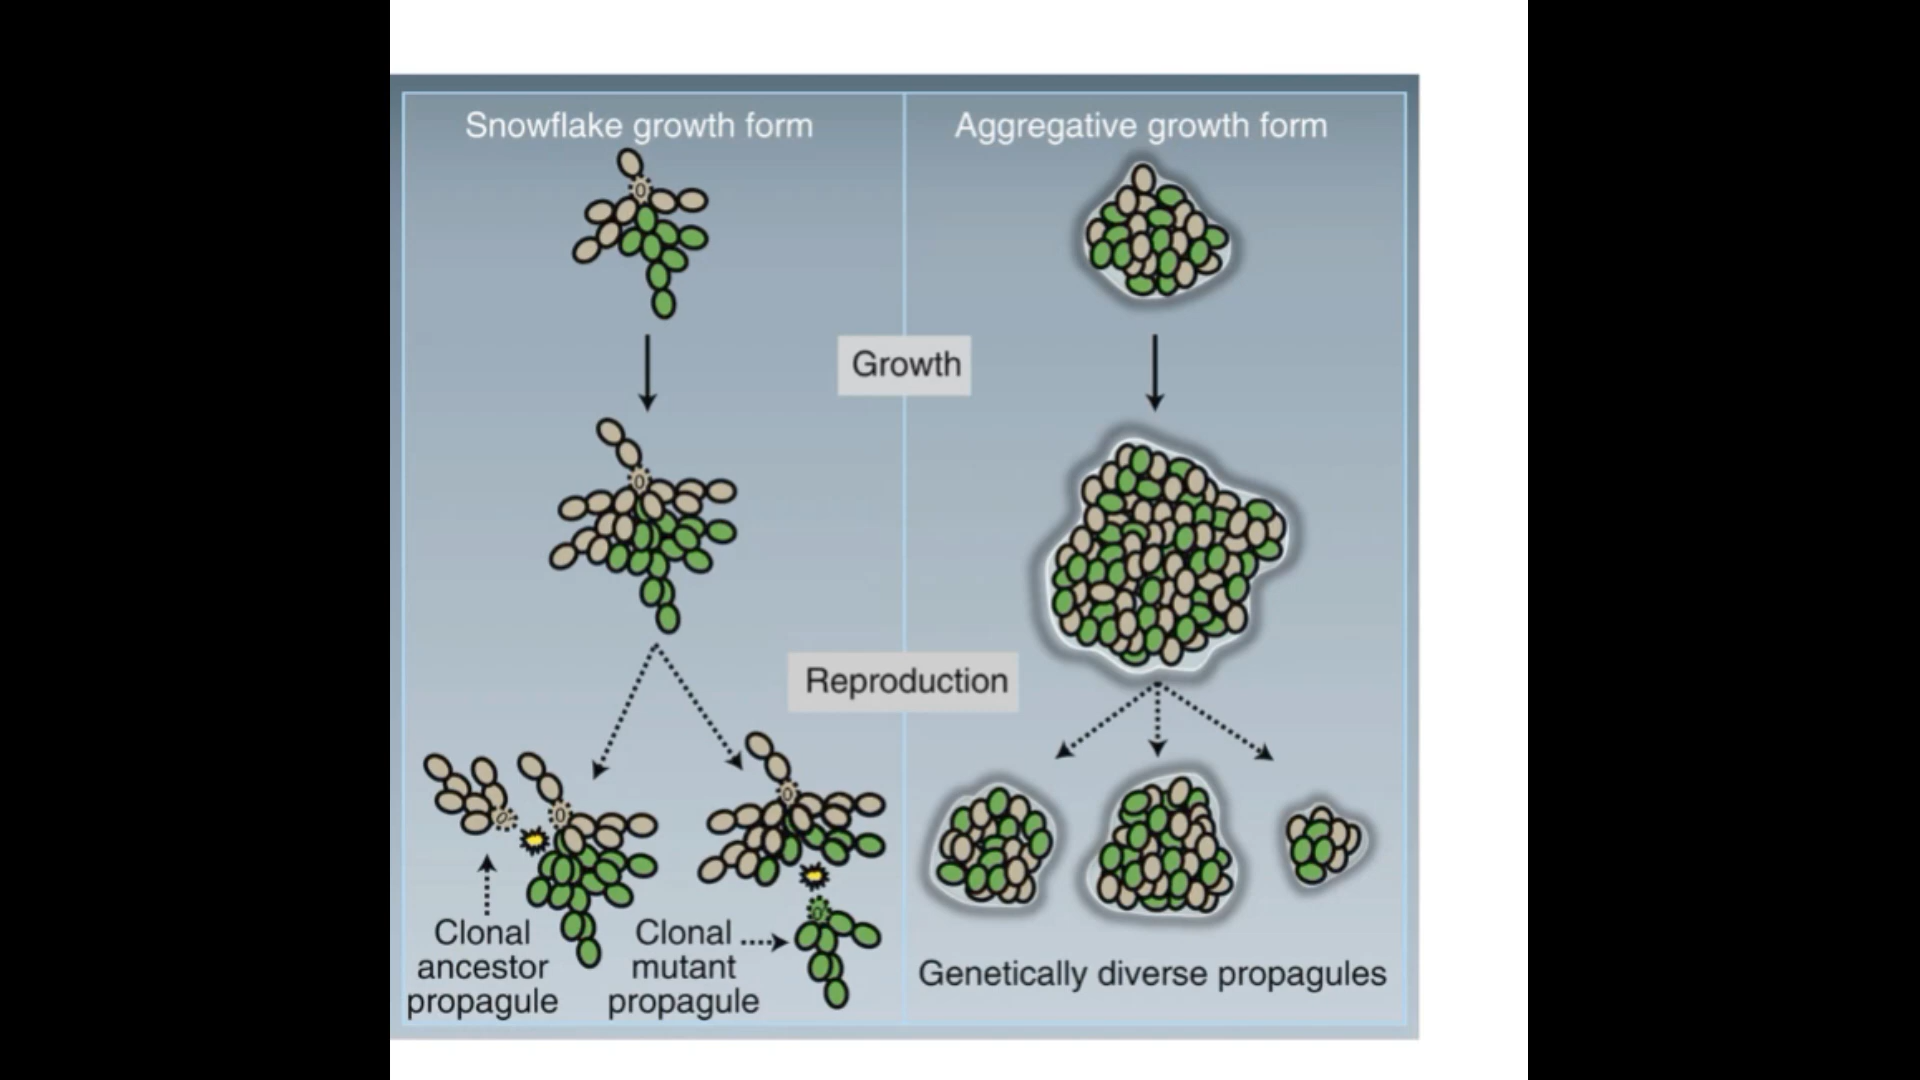 Snowflake growth form
Aggregative growth form
Growth
Reproduction
Clonal
ancestor
propagule
Clonal
mutant
propagule
Genetically diverse propagules